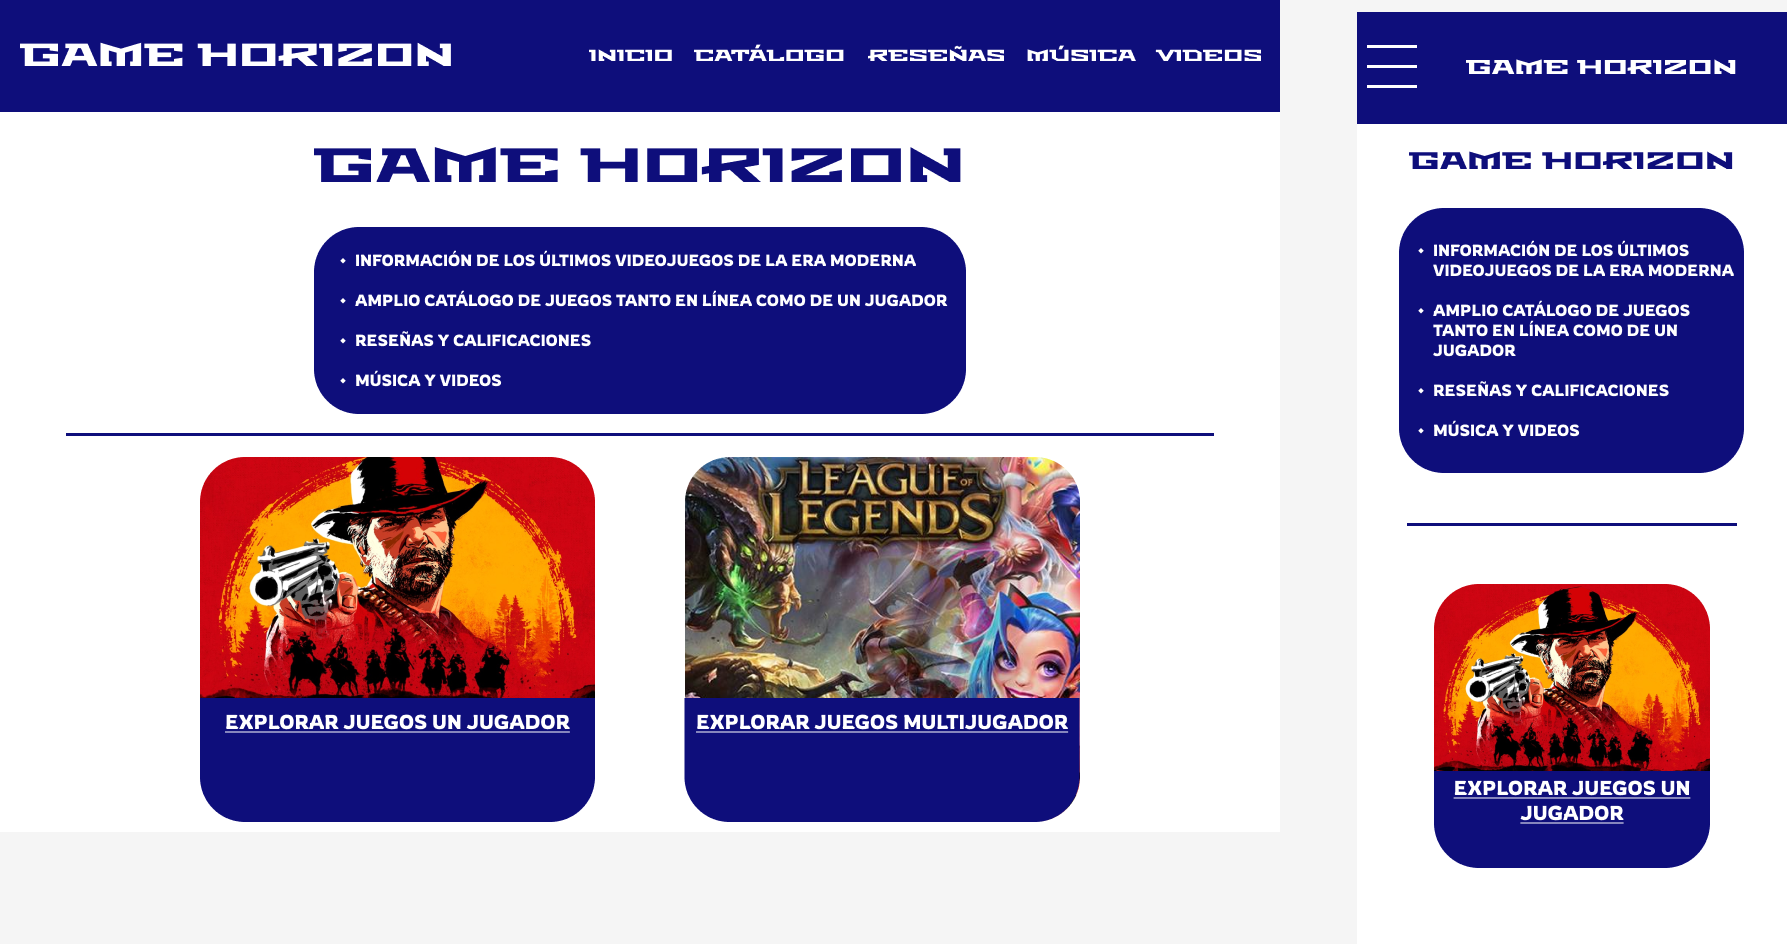 GAME HORIZON
INICIO CATÁLOGO RESEÑAS MÚSICA VIDEOS
GAME HORIZON
• INFORMACIÓN DE LOS ÚLTIMOS VIDEOJUEGOS DE LA ERA MODERNA
• AMPLIO CATÁLOGO DE JUEGOS TANTO EN LÍNEA COMO DE UN JUGADOR
• RESEÑAS Y CALIFICACIONES
• MÚSICA Y VIDEOS
LEAGUE OF
LEGENDS
EXPLORAR JUEGOS UN JUGADOR
EXPLORAR JUEGOS MULTIJUGADOR
GAME HORIZON
GAME HORIZON
• INFORMACIÓN DE LOS ÚLTIMOS
VIDEOJUEGOS DE LA ERA MODERNA
• AMPLIO CATÁLOGO DE JUEGOS
TANTO EN LÍNEA COMO DE UN
JUGADOR
• RESEÑAS Y CALIFICACIONES
• MÚSICA Y VIDEOS
EXPLORAR JUEGOS UN
JUGADOR